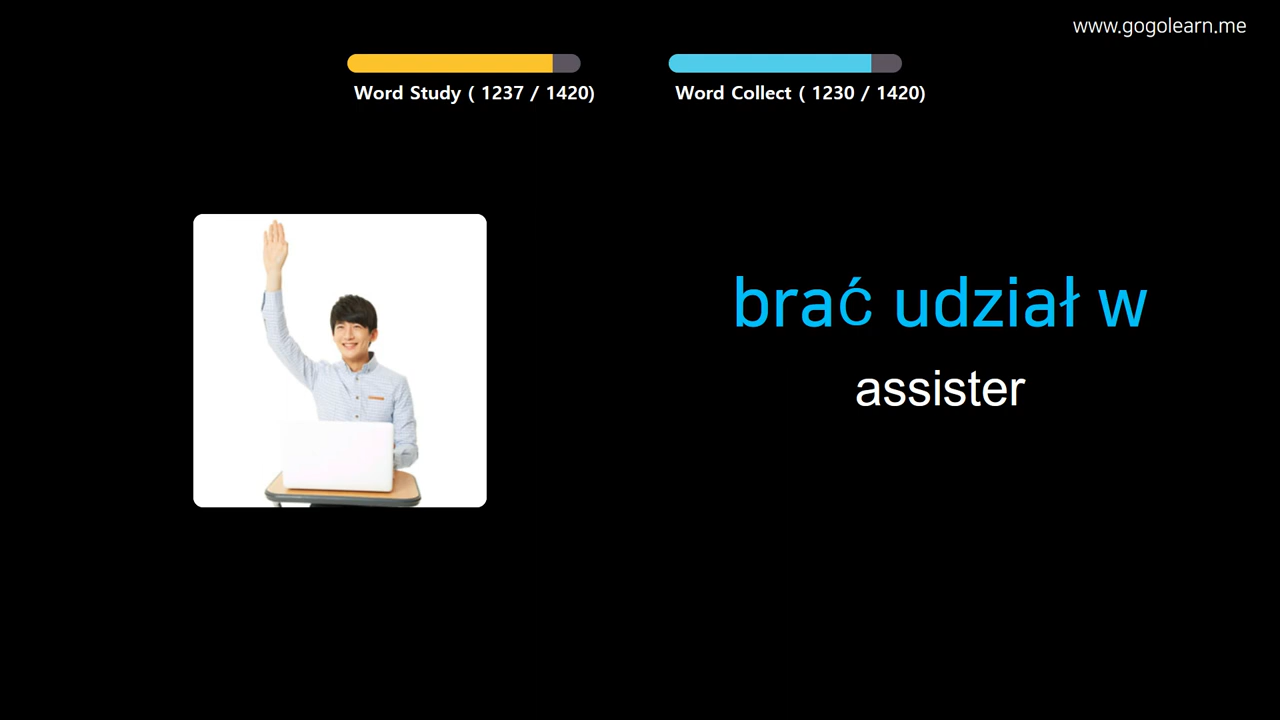 www.gogolearn.me
Word Study ( 1237 / 1420)
Word Collect ( 1230 / 1420)
brać udział w
assister